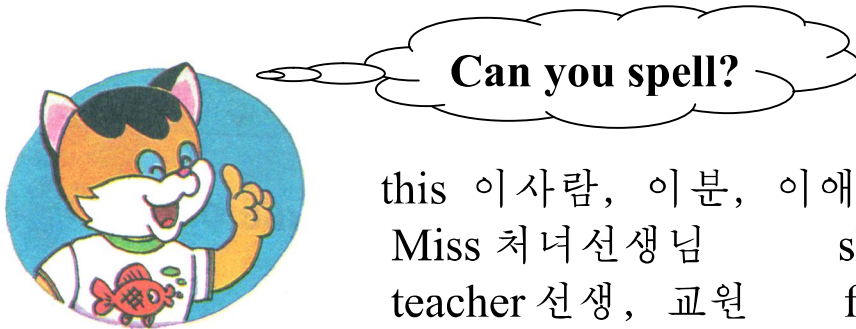 Can you spell?
this 이사람, 이분, 이애
Miss 처녀선생님 s
teacher 선생, 교원 f